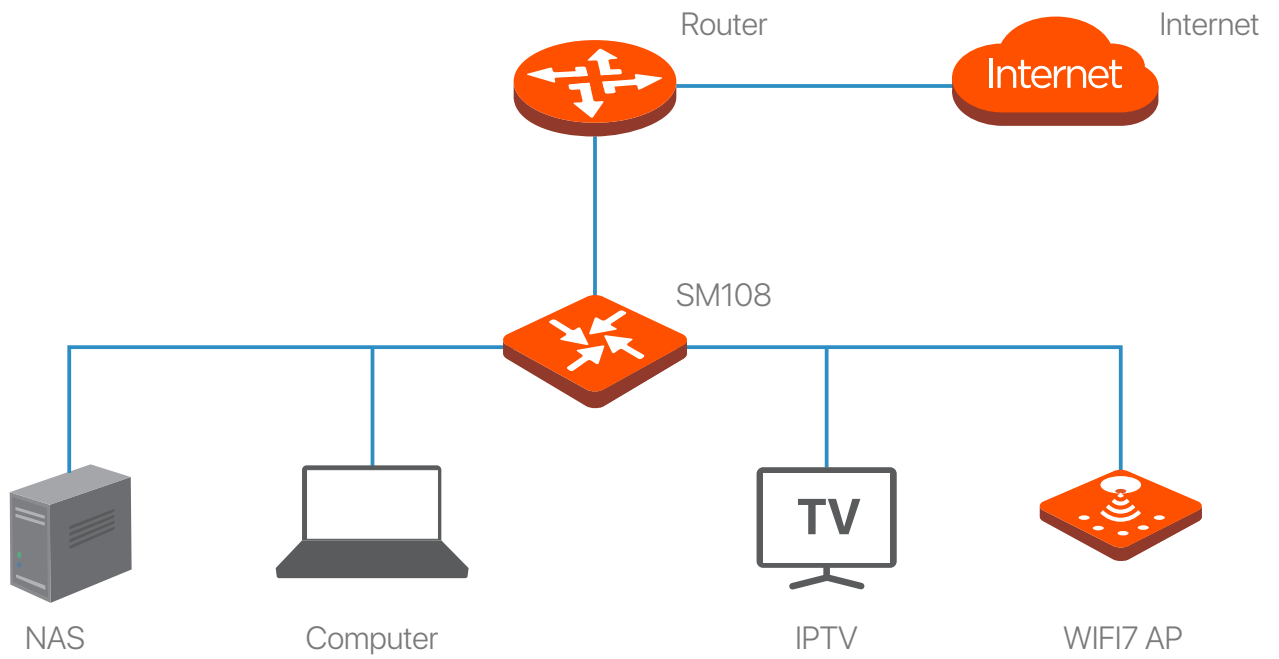 Router
Internet
Internet
SM108
TV
NAS
Computer
IPTV
WIFI7 AP